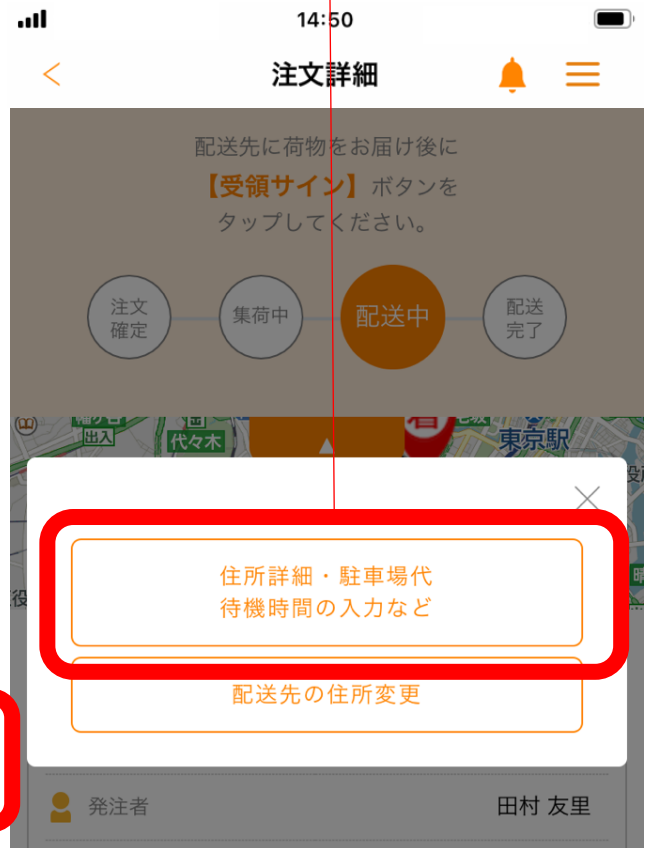 14:50
注文詳細
配送先に荷物をお届け後に
【受領サイン】ボタンを
タップしてください。
注文
確定
集荷中
配送中
配送
完了
出入
代々木
着
東京駅
住所詳細・駐車場代
待機時間の入力など
配送先の住所変更
発注者
田村 友里